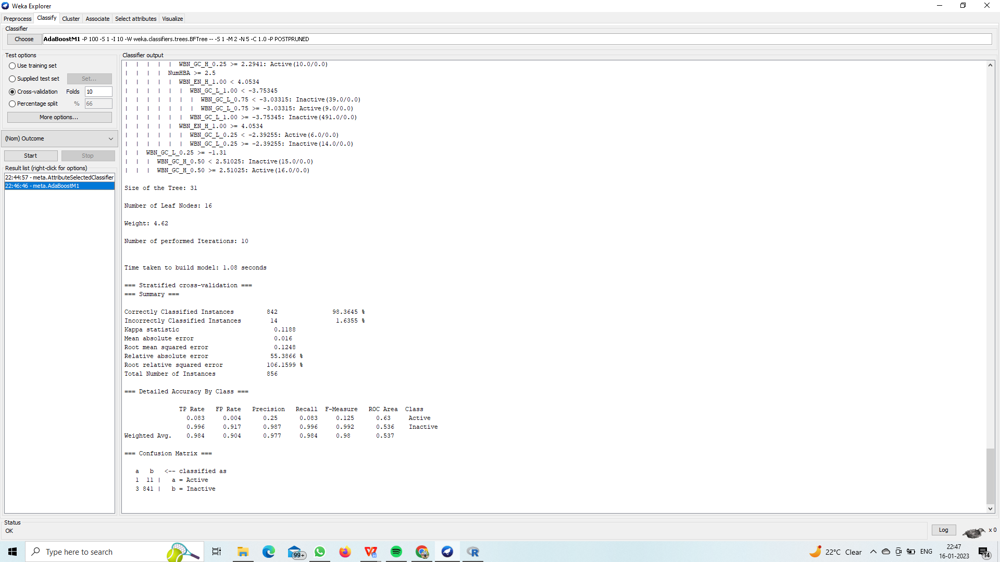 Weka Explorer
Preprocess Classify Cluster Associate Select attributes Visualize
Classifier
Choose AdaBoostM1 -P 100 -S 1 -I 10 -W weka.classifiers.trees.BFTree -- -S 1 -M 2 -N 5 -C 1.0 -P POSTPRUNED
Test options
Use training set
Supplied test set Set...
Cross-validation Folds 10
Percentage split % 66
More options...
(Nom) Outcome
Start Stop
Result list (right-click for options)
22:44:57 - meta.AttributeSelectedClassifier
22:46:46 - meta.AdaBoostM1
Classifier output
| | | | | WBN_GC_H_0.25 >= 2.2941: Active(10.0/0.0)
| | | | NumHBA >= 2.5
| | | | | WBN_EN_H_1.00 < 4.0534
| | | | | | WBN_GC_L_1.00 < -3.75345
| | | | | | | WBN_GC_L_0.75 < -3.03315: Inactive(39.0/0.0)
| | | | | | | WBN_GC_L_0.75 >= -3.03315: Active(9.0/0.0)
| | | | | | WBN_GC_L_1.00 >= -3.75345: Inactive(491.0/0.0)
| | | | | WBN_EN_H_1.00 >= 4.0534
| | | | | | WBN_GC_L_0.25 < -2.39255: Active(6.0/0.0)
| | | | | | WBN_GC_L_0.25 >= -2.39255: Inactive(14.0/0.0)
| | WBN_GC_L_0.25 >= -1.31
| | | WBN_GC_H_0.50 < 2.51025: Inactive(15.0/0.0)
| | | WBN_GC_H_0.50 >= 2.51025: Active(16.0/0.0)
Size of the Tree: 31
Number of Leaf Nodes: 16
Weight: 4.62
Number of performed Iterations: 10
Time taken to build model: 1.08 seconds
=== Stratified cross-validation ===
=== Summary ===
Correctly Classified Instances 842 98.3645 %
Incorrectly Classified Instances 14 1.6355 %
Kappa statistic 0.1188
Mean absolute error 0.016
Root mean squared error 0.1248
Relative absolute error 55.3866 %
Root relative squared error 106.1599 %
Total Number of Instances 856
=== Detailed Accuracy By Class ===
TP Rate FP Rate Precision Recall F-Measure ROC Area Class
0.083 0.004 0.25 0.083 0.125 0.63 Active
0.996 0.917 0.987 0.996 0.992 0.536 Inactive
Weighted Avg. 0.984 0.904 0.977 0.984 0.98 0.537
=== Confusion Matrix ===
a b <-- classified as
1 11 | a = Active
3 841 | b = Inactive
Status
OK
Log x 0
Type here to search
99+
22°C Clear
ENG
22:47
16-01-2023
14